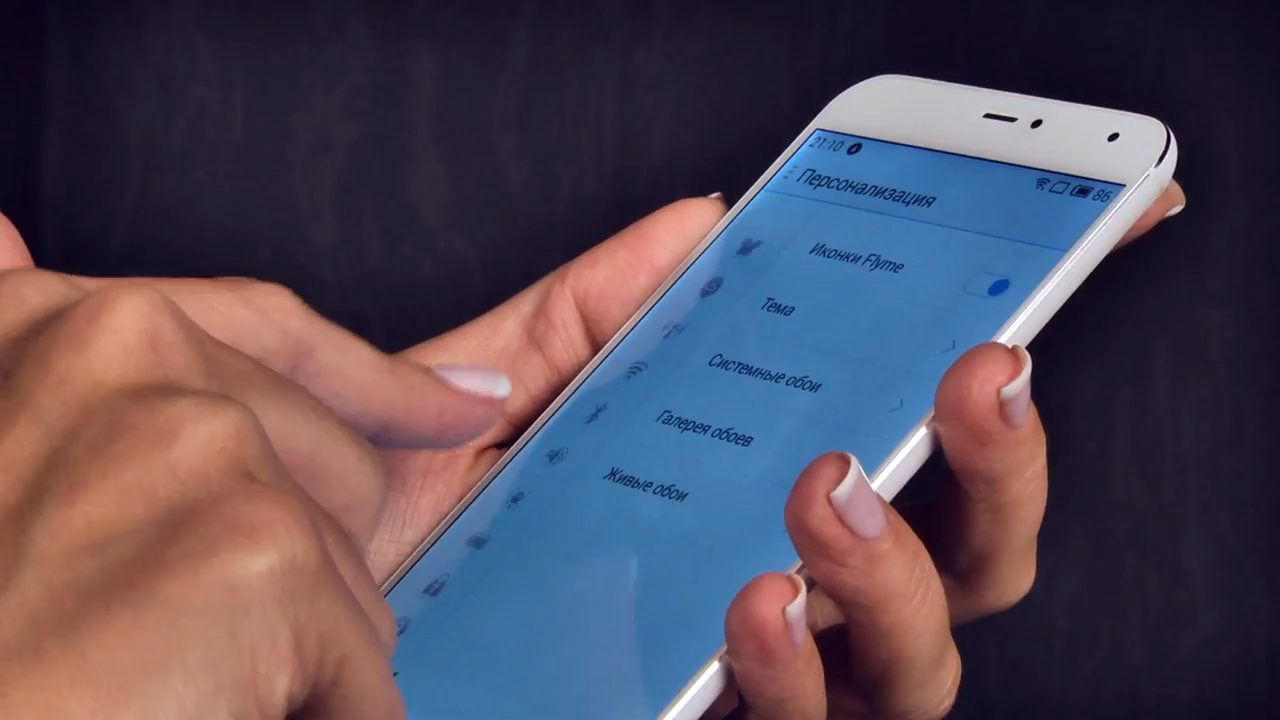 21:10
86
Персонализация
Иконки Flyme
Тема
Системные обои
Галерея обоев
Живые обои